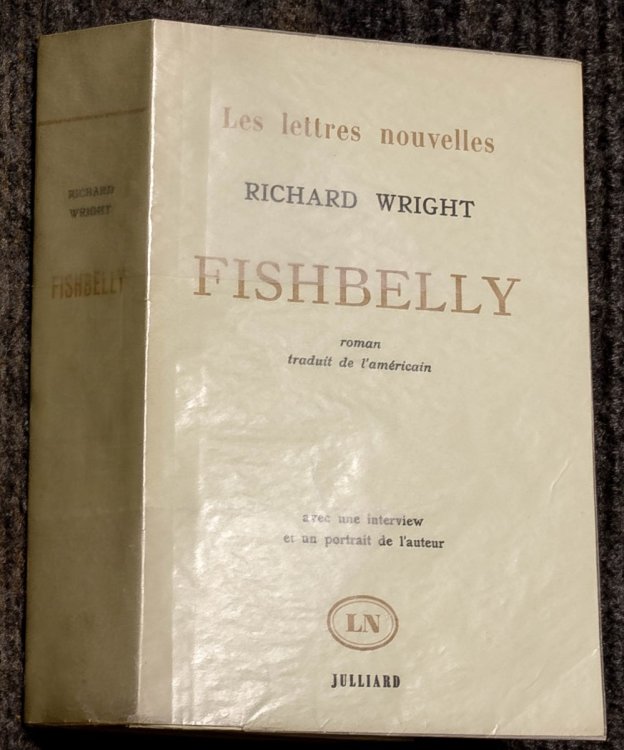 RICHARD
WRIGHT
FISHBELLY
Les lettres nouvelles
RICHARD WRIGHT
FISHBELLY
roman
traduit de l'américain
avec une interview
et un portrait de l'auteur
LN
JULLIARD